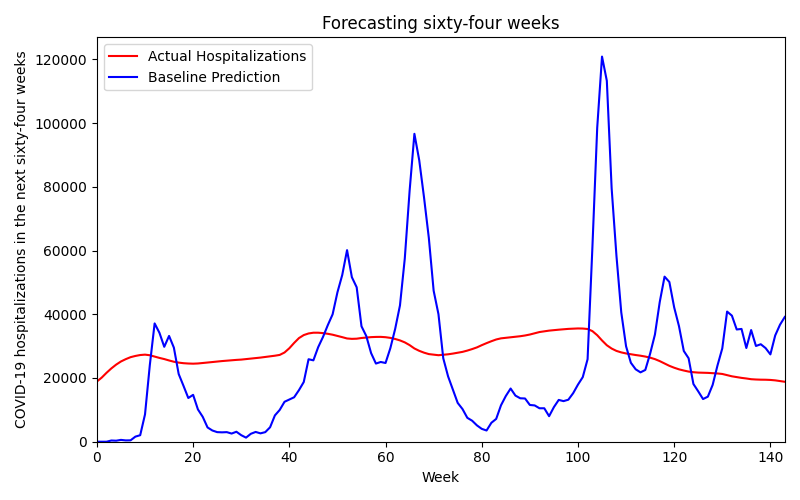 Forecasting sixty-four weeks
Actual Hospitalizations
Baseline Prediction
COVID-19 hospitalizations in the next sixty-four weeks
120000
100000
80000
60000
40000
20000
0
0 20 40 60 80 100 120 140
Week